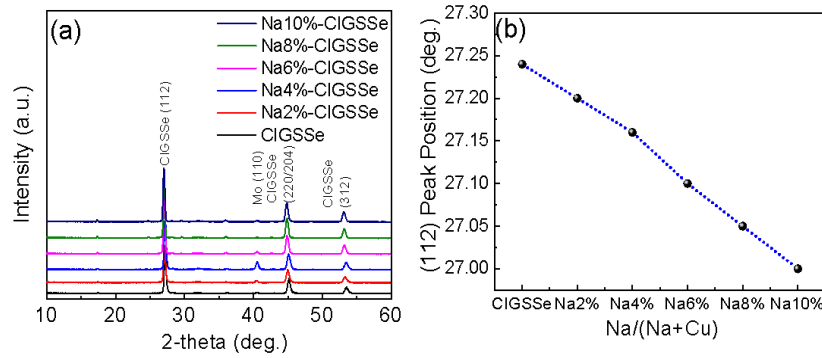 (a)
Na10%-CIGSSe
Na8%-CIGSSe
Na6%-CIGSSe
Na4%-CIGSSe
Na2%-CIGSSe
CIGSSe
CIGSSe (112)
Mo (110)
CIGSSe
(220/204)
CIGSSe
(312)
Intensity (a.u.)
10 20 30 40 50 60
2-theta (deg.)
(b)
(112) Peak Position (deg.)
27.30
27.25
27.20
27.15
27.10
27.05
27.00
CIGSSe Na2% Na4% Na6% Na8% Na10%
Na/(Na+Cu)